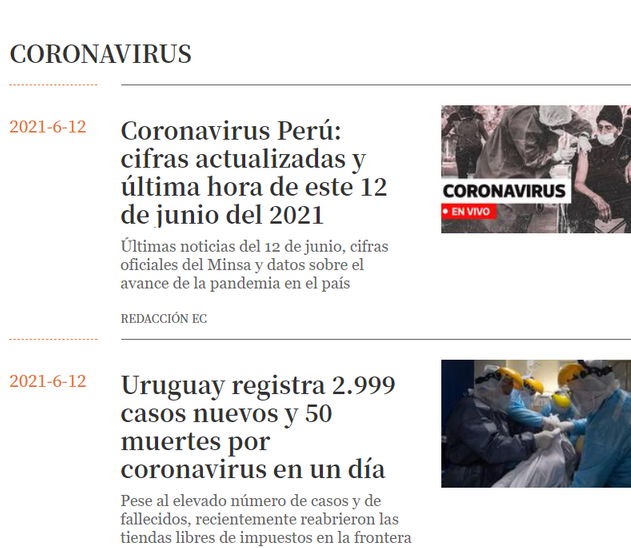 CORONAVIRUS
2021-6-12
Coronavirus Perú:
cifras actualizadas y
última hora de este 12
de junio del 2021
Últimas noticias del 12 de junio, cifras
oficiales del Minsa y datos sobre el
avance de la pandemia en el país
REDACCIÓN EC
CORONAVIRUS
EN VIVO
2021-6-12
Uruguay registra 2.999
casos nuevos y 50
muertes por
coronavirus en un día
Pese al elevado número de casos y de
fallecidos, recientemente reabrieron las
tiendas libres de impuestos en la frontera